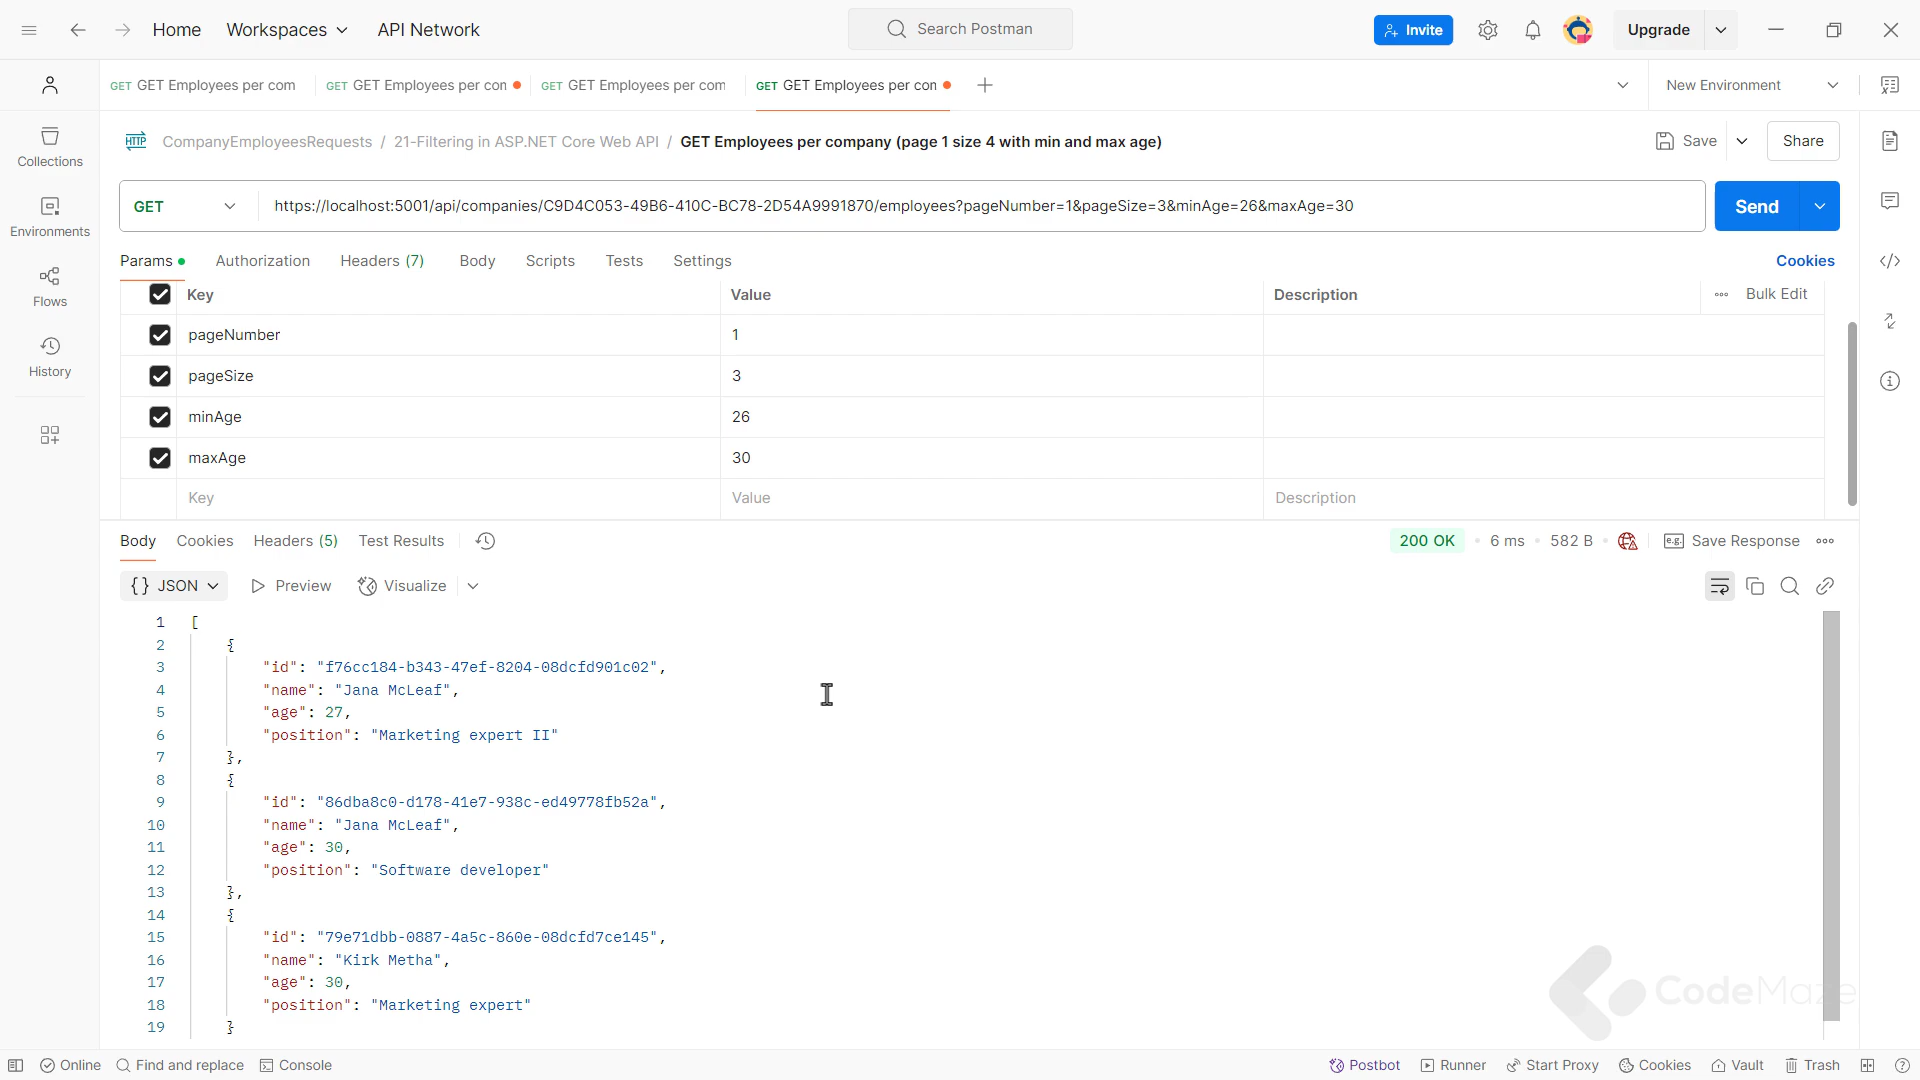 Home Workspaces API Network Search Postman Invite Upgrade
GET GET Employees per com GET GET Employees per con GET GET Employees per com GET GET Employees per con New Environment
HTTP CompanyEmployeesRequests / 21-Filtering in ASP.NET Core Web API / GET Employees per company (page 1 size 4 with min and max age) Save Share
Collections
Environments
Flows
History
GET https://localhost:5001/api/companies/C9D4C053-49B6-410C-BC78-2D54A9991870/employees?pageNumber=1&pageSize=3&minAge=26&maxAge=30 Send
Params Authorization Headers (7) Body Scripts Tests Settings Cookies
Key Value Description Bulk Edit
pageNumber 1
pageSize 3
minAge 26
maxAge 30
Key Value Description
Body Cookies Headers (5) Test Results 200 OK 6 ms 582 B e.g. Save Response
{} JSON Preview Visualize
1 [
2 {
3 "id": "f76cc184-b343-47ef-8204-08dcfd901c02",
4 "name": "Jana McLeaf",
5 "age": 27,
6 "position": "Marketing expert II"
7 },
8 {
9 "id": "86dba8c0-d178-41e7-938c-ed49778fb52a",
10 "name": "Jana McLeaf",
11 "age": 30,
12 "position": "Software developer"
13 },
14 {
15 "id": "79e71dbb-0887-4a5c-860e-08dcfd7ce145",
16 "name": "Kirk Metha",
17 "age": 30,
18 "position": "Marketing expert"
19 }
CodeMaze
Online Find and replace Console Postbot Runner Start Proxy Cookies Vault Trash